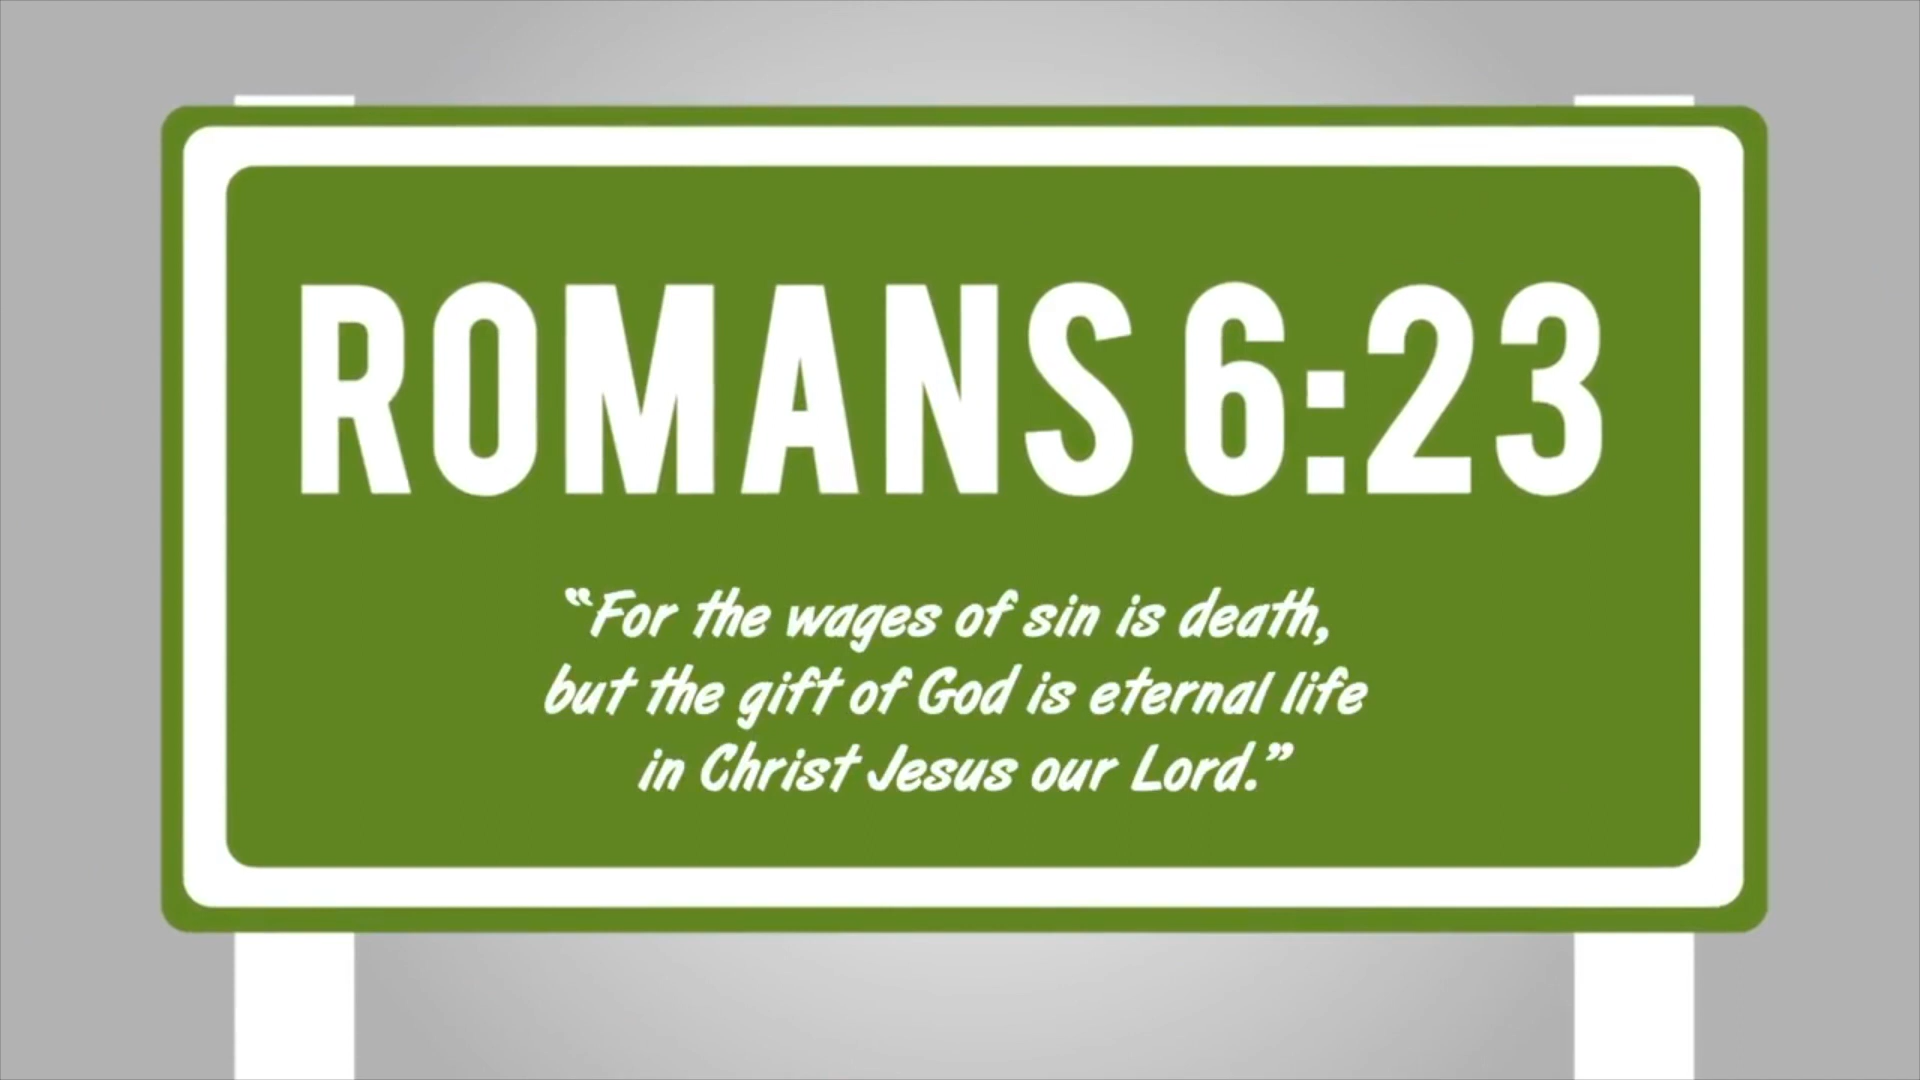 ROMANS 6:23
“For the wages of sin is death,
but the gift of God is eternal life
in Christ Jesus our Lord.”